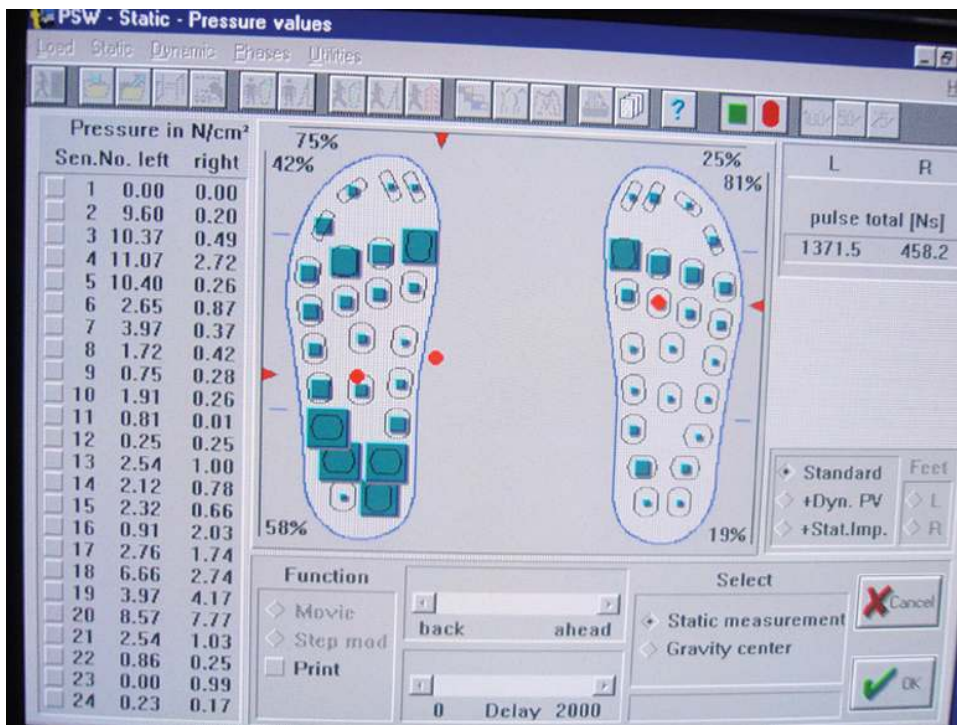 PSW - Static - Pressure values
Load Static Dynamic Phases Utilities
?
Pressure in N/cm²
Sen.No. left right
1 0.00 0.00
2 9.60 0.20
3 10.37 0.49
4 11.07 2.72
5 10.40 0.26
6 2.65 0.87
7 3.97 0.37
8 1.72 0.42
9 0.75 0.28
10 1.91 0.26
11 0.81 0.01
12 0.25 0.25
13 2.54 1.00
14 2.12 0.78
15 2.32 0.66
16 0.91 2.03
17 2.76 1.74
18 6.66 2.74
19 3.97 4.17
20 8.57 7.77
21 2.54 1.03
22 0.86 0.25
23 0.00 0.99
24 0.23 0.17
75%
42%
58%
25%
81%
19%
L R
pulse total [Ns]
1371.5 458.2
Standard
+Dyn. PV
+Stat.Imp.
Feet
L
R
Function
Movie
Step mod
Print
back ahead
0 Delay 2000
Select
Static measurement
Gravity center
Cancel
OK